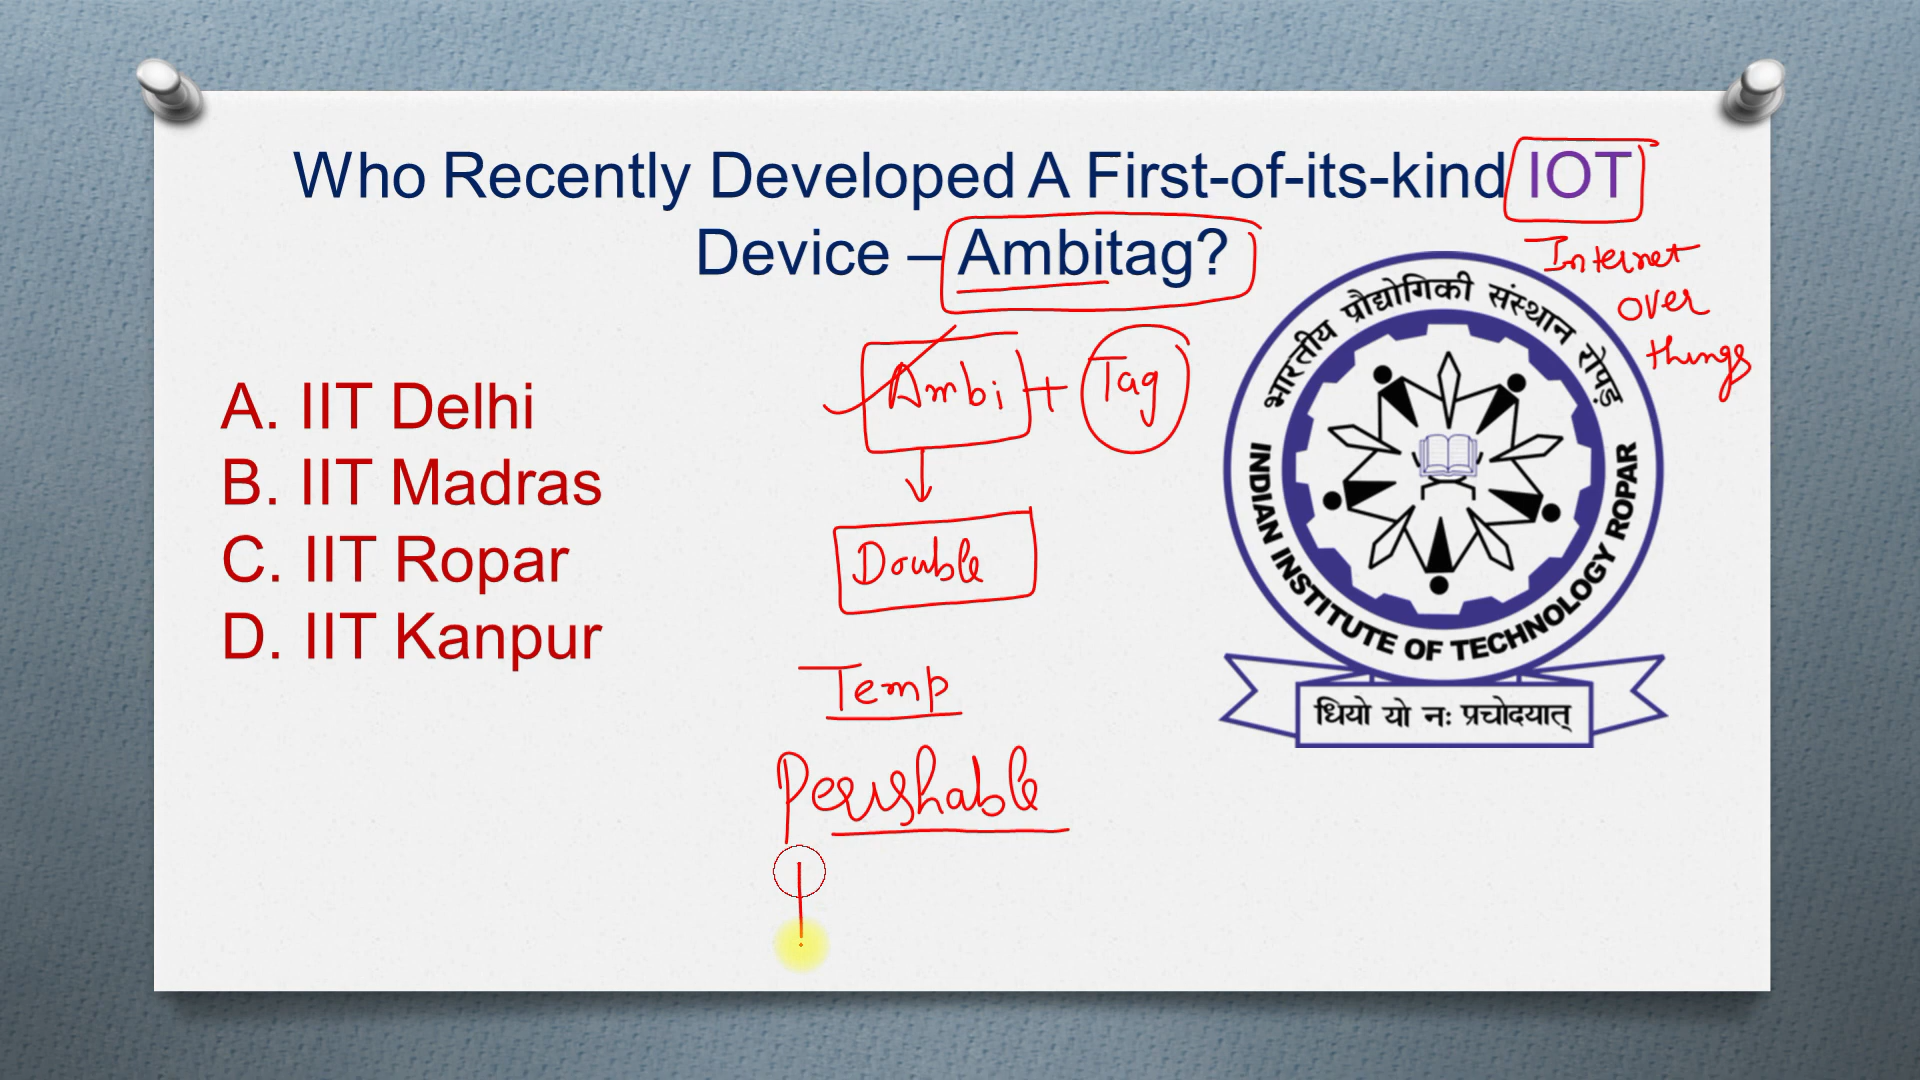 Who Recently Developed A First-of-its-kind IOT
Device – Ambitag?
Internet
over
things
A. IIT Delhi
B. IIT Madras
C. IIT Ropar
D. IIT Kanpur
Ambi + Tag
Double
Temp
Perishable
भारतीय प्रौद्योगिकी संस्थान रोपड़
INDIAN INSTITUTE OF TECHNOLOGY ROPAR
धियो यो नः प्रचोदयात्